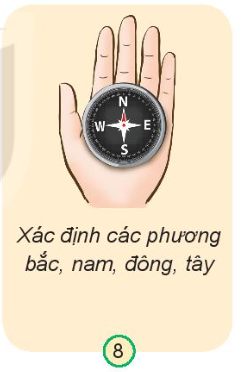 N
W E
S
Xác định các phương
bắc, nam, đông, tây
8